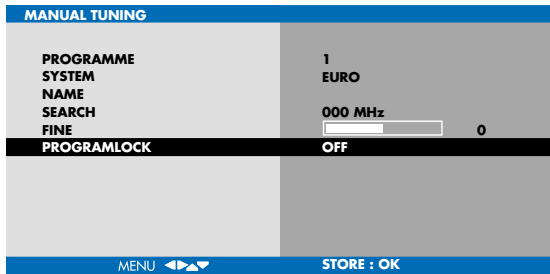 MANUAL TUNING
PROGRAMME 1
SYSTEM EURO
NAME
SEARCH 000 MHz
FINE 0
PROGRAMLOCK OFF
MENU STORE : OK